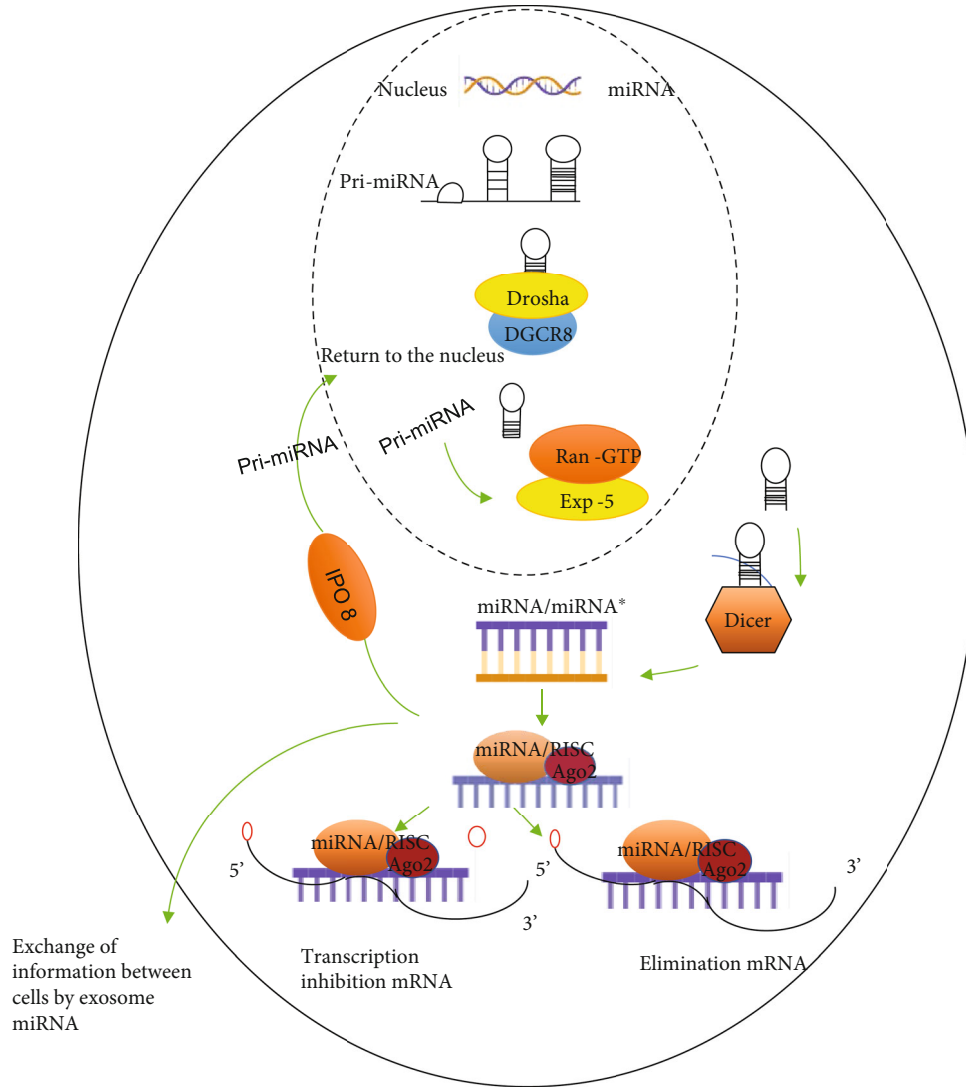 Nucleus
miRNA
Pri-miRNA
Drosha
DGCR8
Return to the nucleus
Pri-miRNA
Pri-miRNA
Ran -GTP
Exp -5
IPO 8
miRNA/miRNA*
Dicer
miRNA/RISC
Ago2
miRNA/RISC
Ago2
miRNA/RISC
Ago2
5’
5’
3’
3’
Exchange of
information between
cells by exosome
miRNA
Transcription
inhibition mRNA
Elimination mRNA